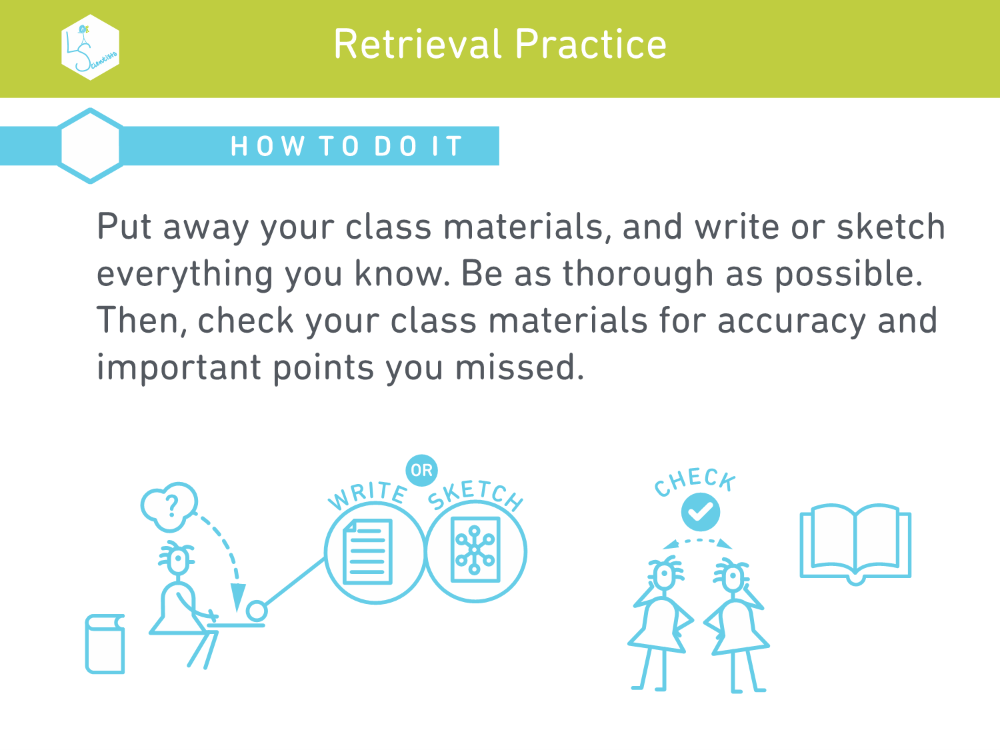 LS
cientists
Retrieval Practice
HOW TO DO IT
Put away your class materials, and write or sketch
everything you know. Be as thorough as possible.
Then, check your class materials for accuracy and
important points you missed.
?
WRITE
OR
SKETCH
CHECK